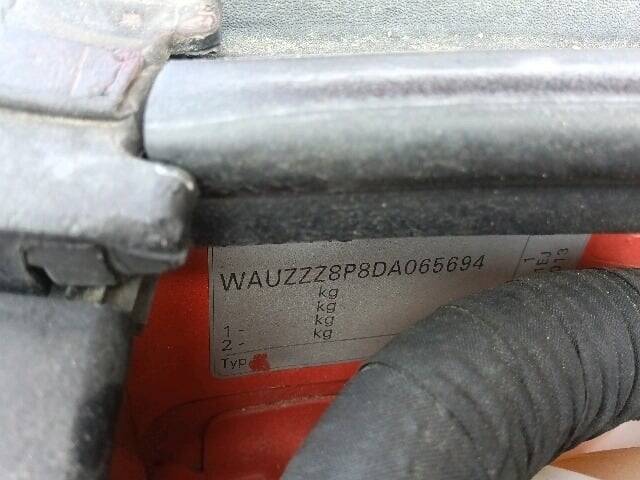 WAUZZZ8P8DA065694
kg
kg
1 - kg
2 - kg
Typ